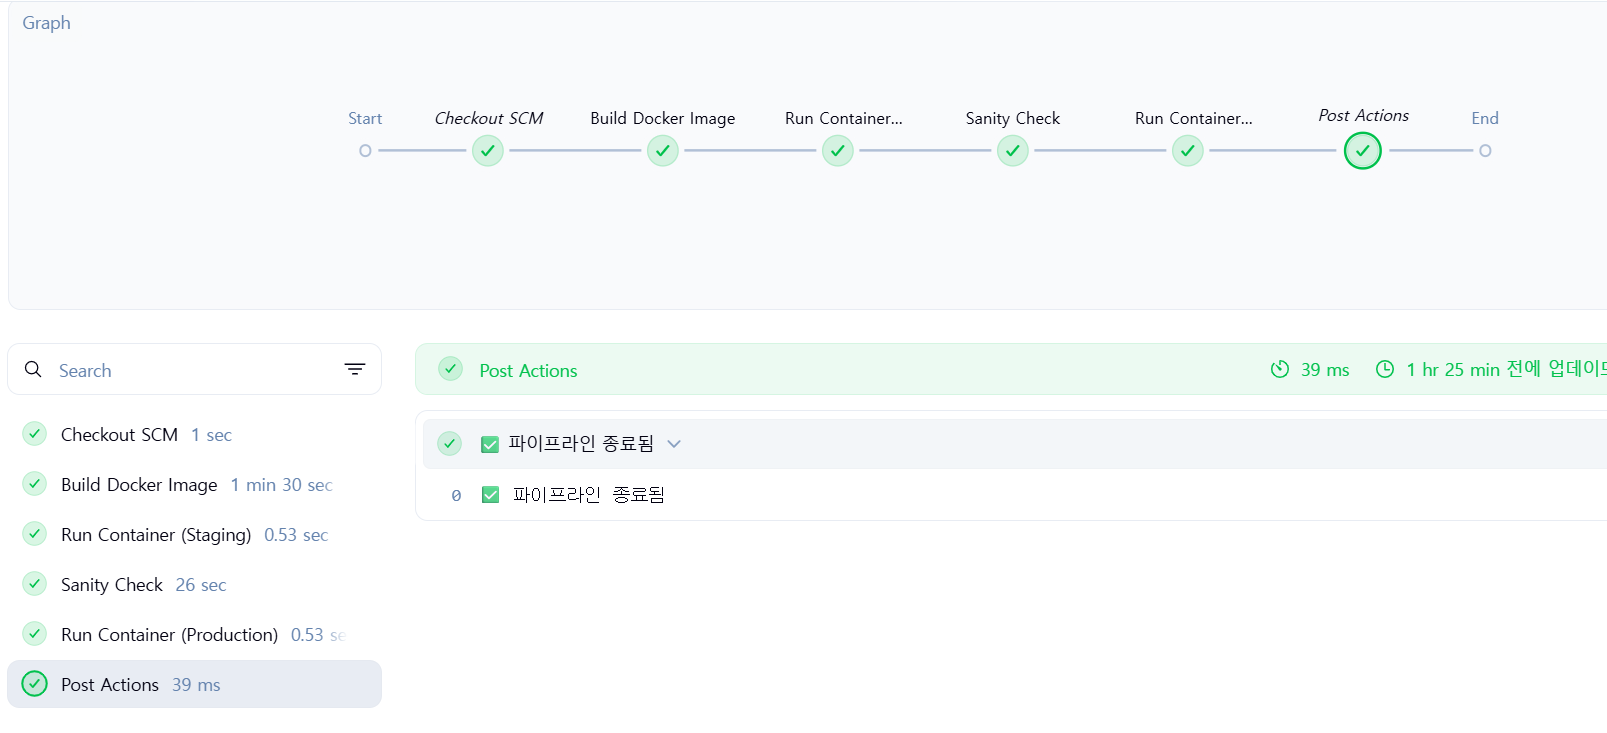 Graph
Start
Checkout SCM
Build Docker Image
Run Container...
Sanity Check
Run Container...
Post Actions
End
Search
Checkout SCM 1 sec
Build Docker Image 1 min 30 sec
Run Container (Staging) 0.53 sec
Sanity Check 26 sec
Run Container (Production) 0.53 se
Post Actions 39 ms
Post Actions 39 ms 1 hr 25 min 전에 업데이트
✅ 파이프라인 종료됨
0 ✅ 파이프라인 종료됨